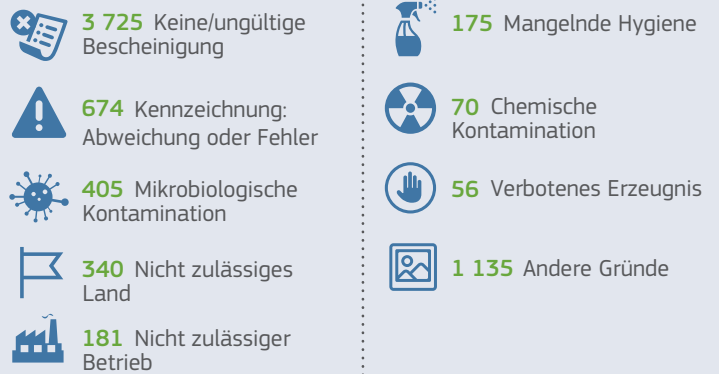 3 725 Keine/ungültige
Bescheinigung
674 Kennzeichnung:
Abweichung oder Fehler
405 Mikrobiologische
Kontamination
340 Nicht zulässiges
Land
181 Nicht zulässiger
Betrieb
175 Mangelnde Hygiene
70 Chemische
Kontamination
56 Verbotenes Erzeugnis
1 135 Andere Gründe